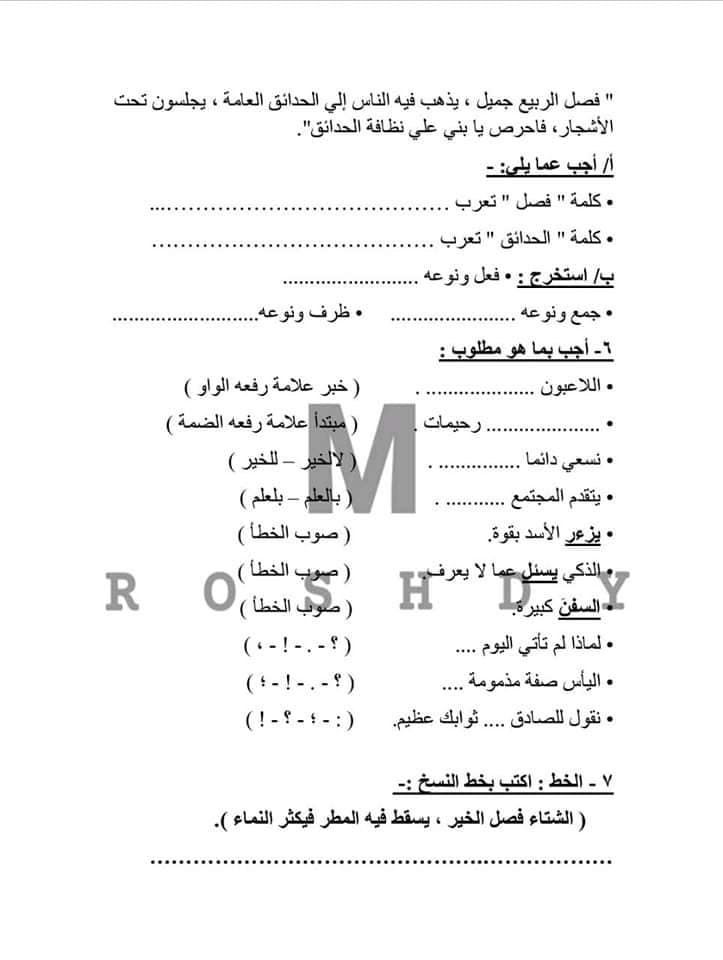 " فصل الربيع جميل ، يذهب فيه الناس إلي الحدائق العامة ، يجلسون تحت
الأشجار، فاحرص يا بني علي نظافة الحدائق".
أ/ أجب عما يلي: -
• كلمة " فصل " تعرب ..........................................
• كلمة " الحدائق " تعرب ..........................................
ب/ استخرج : • فعل ونوعه .........................
• جمع ونوعه ....................... • ظرف ونوعه...........................
٦- أجب بما هو مطلوب :
• اللاعبون .................... . ( خبر علامة رفعه الواو )
• ..................... رحيمات . ( مبتدأ علامة رفعه الضمة )
• نسعي دائما ............... . ( لالخير – للخير )
• يتقدم المجتمع ........... . ( بالعلم – بلعلم )
• يزءر الأسد بقوة. ( صوب الخطأ )
• الذكي يسئل عما لا يعرف. ( صوب الخطأ )
• السفنَ كبيرة. ( صوب الخطأ )
• لماذا لم تأتي اليوم .... ( ؟ - . - ! - ، )
• اليأس صفة مذمومة .... ( ؟ - . - ! - ؛ )
• نقول للصادق .... ثوابك عظيم. ( : - ؛ - ؟ - ! )
٧ - الخط : اكتب بخط النسخ :-
( الشتاء فصل الخير ، يسقط فيه المطر فيكثر النماء ).
................................................................
M
ROSHDY